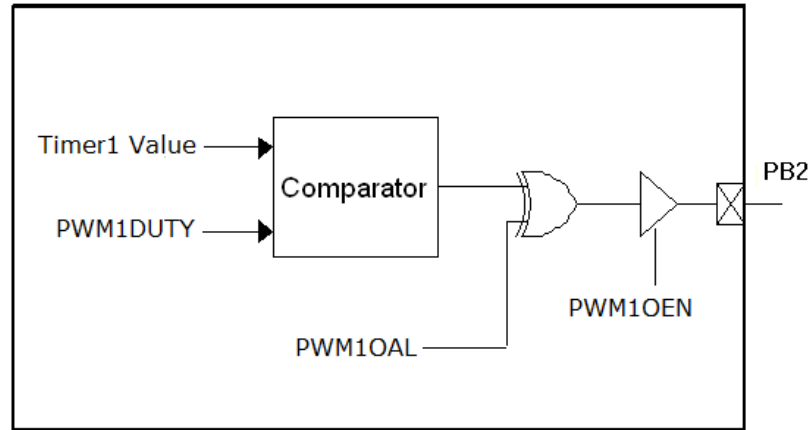 Timer1 Value
Comparator
PB2
PWM1DUTY
PWM1OEN
PWM1OAL